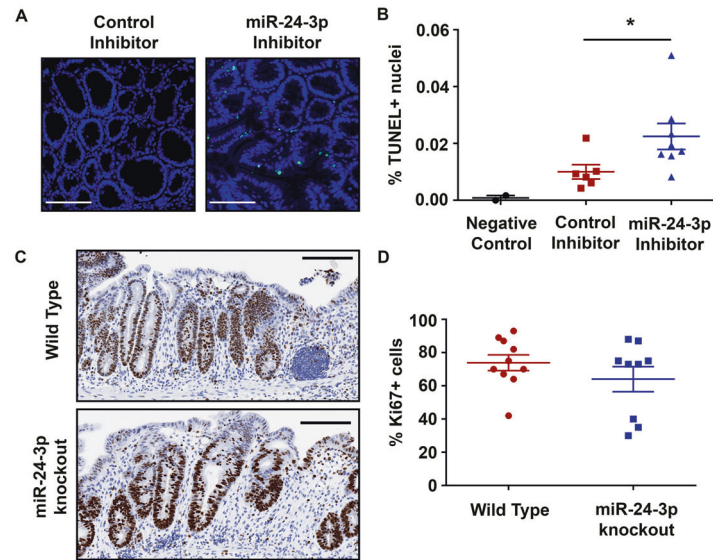 A
Control
Inhibitor
miR-24-3p
Inhibitor
B
% TUNEL+ nuclei
0.06
0.04
0.02
0.00
*
Negative
Control
Control
Inhibitor
miR-24-3p
Inhibitor
C
Wild Type
miR-24-3p
knockout
D
% Ki67+ cells
100
80
60
40
20
0
Wild Type
miR-24-3p
knockout